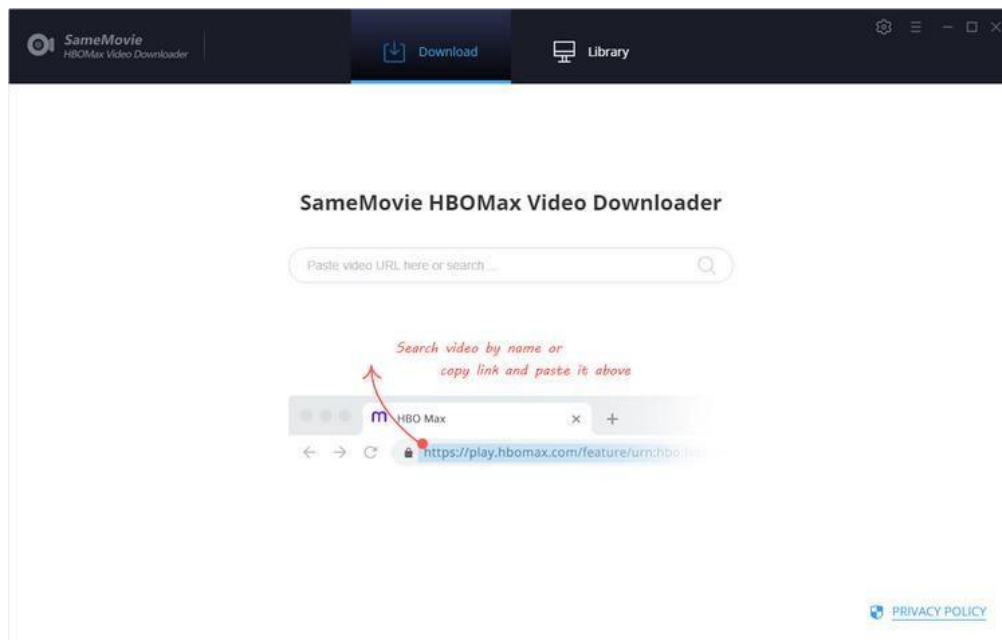 SameMovie
HBOMax Video Downloader
Download
Library
SameMovie HBOMax Video Downloader
Paste video URL here or search ...
Search video by name or
copy link and paste it above
m HBO Max
https://play.hbomax.com/feature/urn:hbo:
PRIVACY POLICY